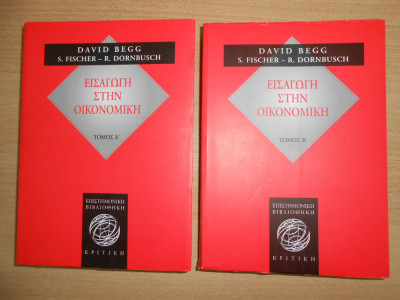 DAVID BEGG
S. FISCHER – R. DORNBUSCH
ΕΙΣΑΓΩΓΗ
ΣΤΗΝ
ΟΙΚΟΝΟΜΙΚΗ
ΤΟΜΟΣ Α'
ΕΠΙΣΤΗΜΟΝΙΚΗ
ΒΙΒΛΙΟΘΗΚΗ
ΚΡΙΤΙΚΗ
DAVID BEGG
S. FISCHER – R. DORNBUSCH
ΕΙΣΑΓΩΓΗ
ΣΤΗΝ
ΟΙΚΟΝΟΜΙΚΗ
ΤΟΜΟΣ Β'
ΕΠΙΣΤΗΜΟΝΙΚΗ
ΒΙΒΛΙΟΘΗΚΗ
ΚΡΙΤΙΚΗ